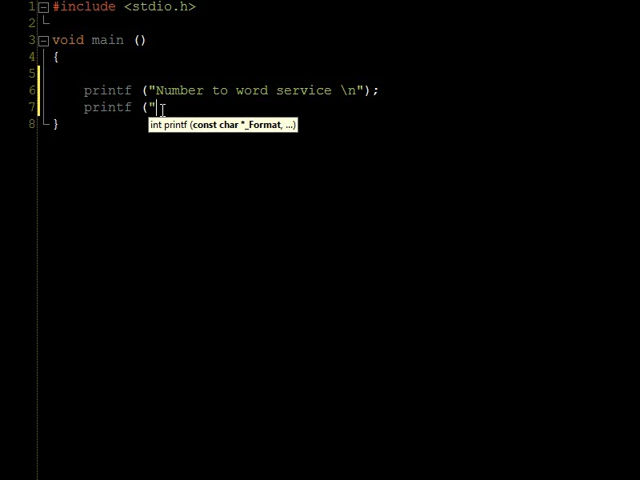 1 #include <stdio.h>
2
3 void main ()
4 {
5
6 printf ("Number to word service \n");
7 printf ("
int printf (const char *_Format, ...)
8 }